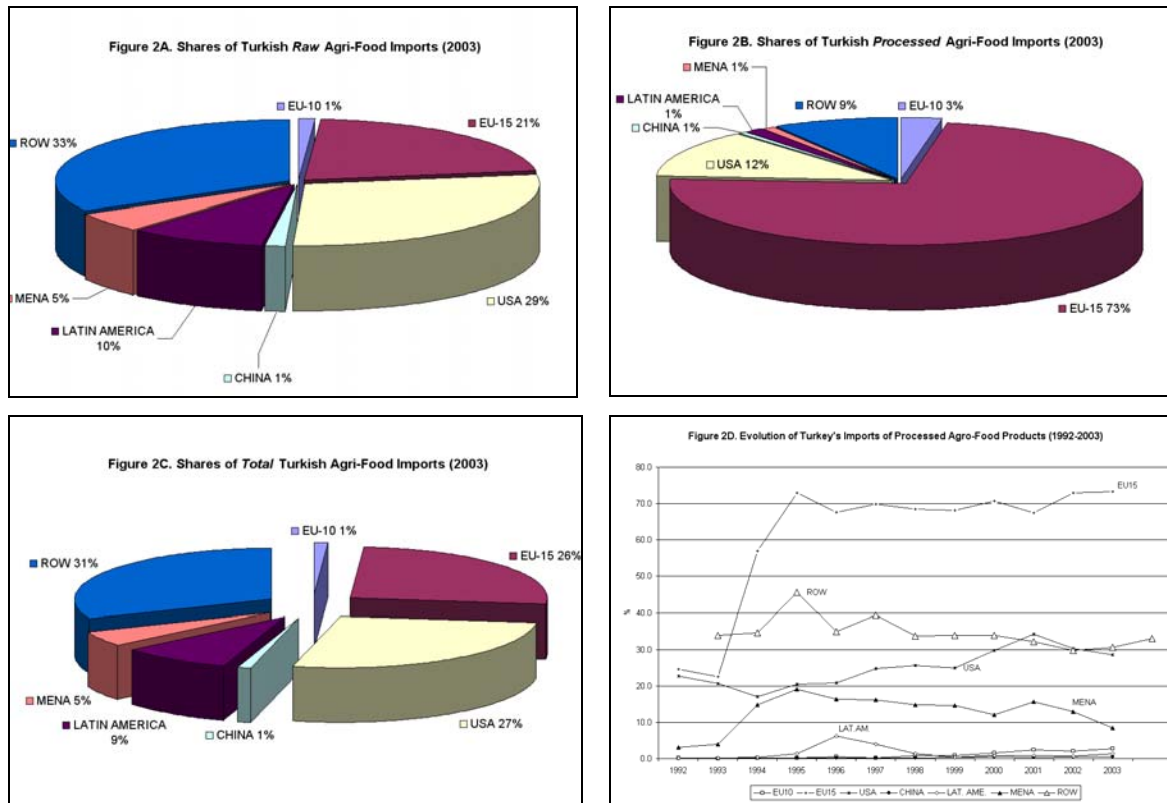 Figure 2A. Shares of Turkish Raw Agri-Food Imports (2003)
EU-10 1%
EU-15 21%
ROW 33%
MENA 5%
USA 29%
LATIN AMERICA
10%
CHINA 1%
Figure 2B. Shares of Turkish Processed Agri-Food Imports (2003)
MENA 1%
LATIN AMERICA
1%
ROW 9%
EU-10 3%
CHINA 1%
USA 12%
EU-15 73%
Figure 2C. Shares of Total Turkish Agri-Food Imports (2003)
EU-10 1%
ROW 31%
EU-15 26%
MENA 5%
LATIN AMERICA
9%
CHINA 1%
USA 27%
Figure 2D. Evolution of Turkey's Imports of Processed Agro-Food Products (1992-2003)
80.0
70.0
60.0
50.0
40.0
30.0
20.0
10.0
0.0
%
EU15
ROW
USA
MENA
LAT.AM.
1992 1993 1994 1995 1996 1997 1998 1999 2000 2001 2002 2003
EU10 EU15 USA CHINA LAT. AME. MENA ROW